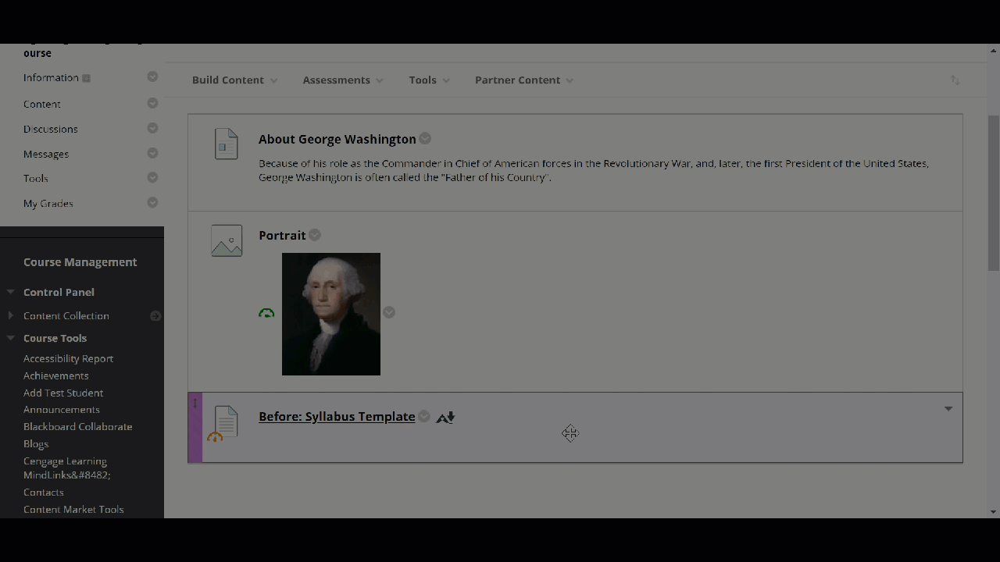 ourse
Information
Content
Discussions
Messages
Tools
My Grades
Course Management
Control Panel
Content Collection
Course Tools
Accessibility Report
Achievements
Add Test Student
Announcements
Blackboard Collaborate
Blogs
Cengage Learning
MindLinks&#8482;
Contacts
Content Market Tools
Build Content
Assessments
Tools
Partner Content
About George Washington
Because of his role as the Commander in Chief of American forces in the Revolutionary War, and, later, the first President of the United States,
George Washington is often called the "Father of his Country".
Portrait
Before: Syllabus Template